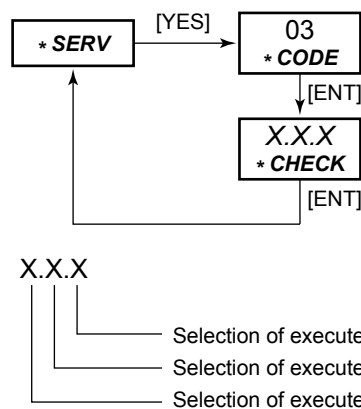 [YES]
* SERV
03
* CODE
[ENT]
X.X.X
* CHECK
[ENT]
X.X.X
Selection of execute
Selection of execute
Selection of execute